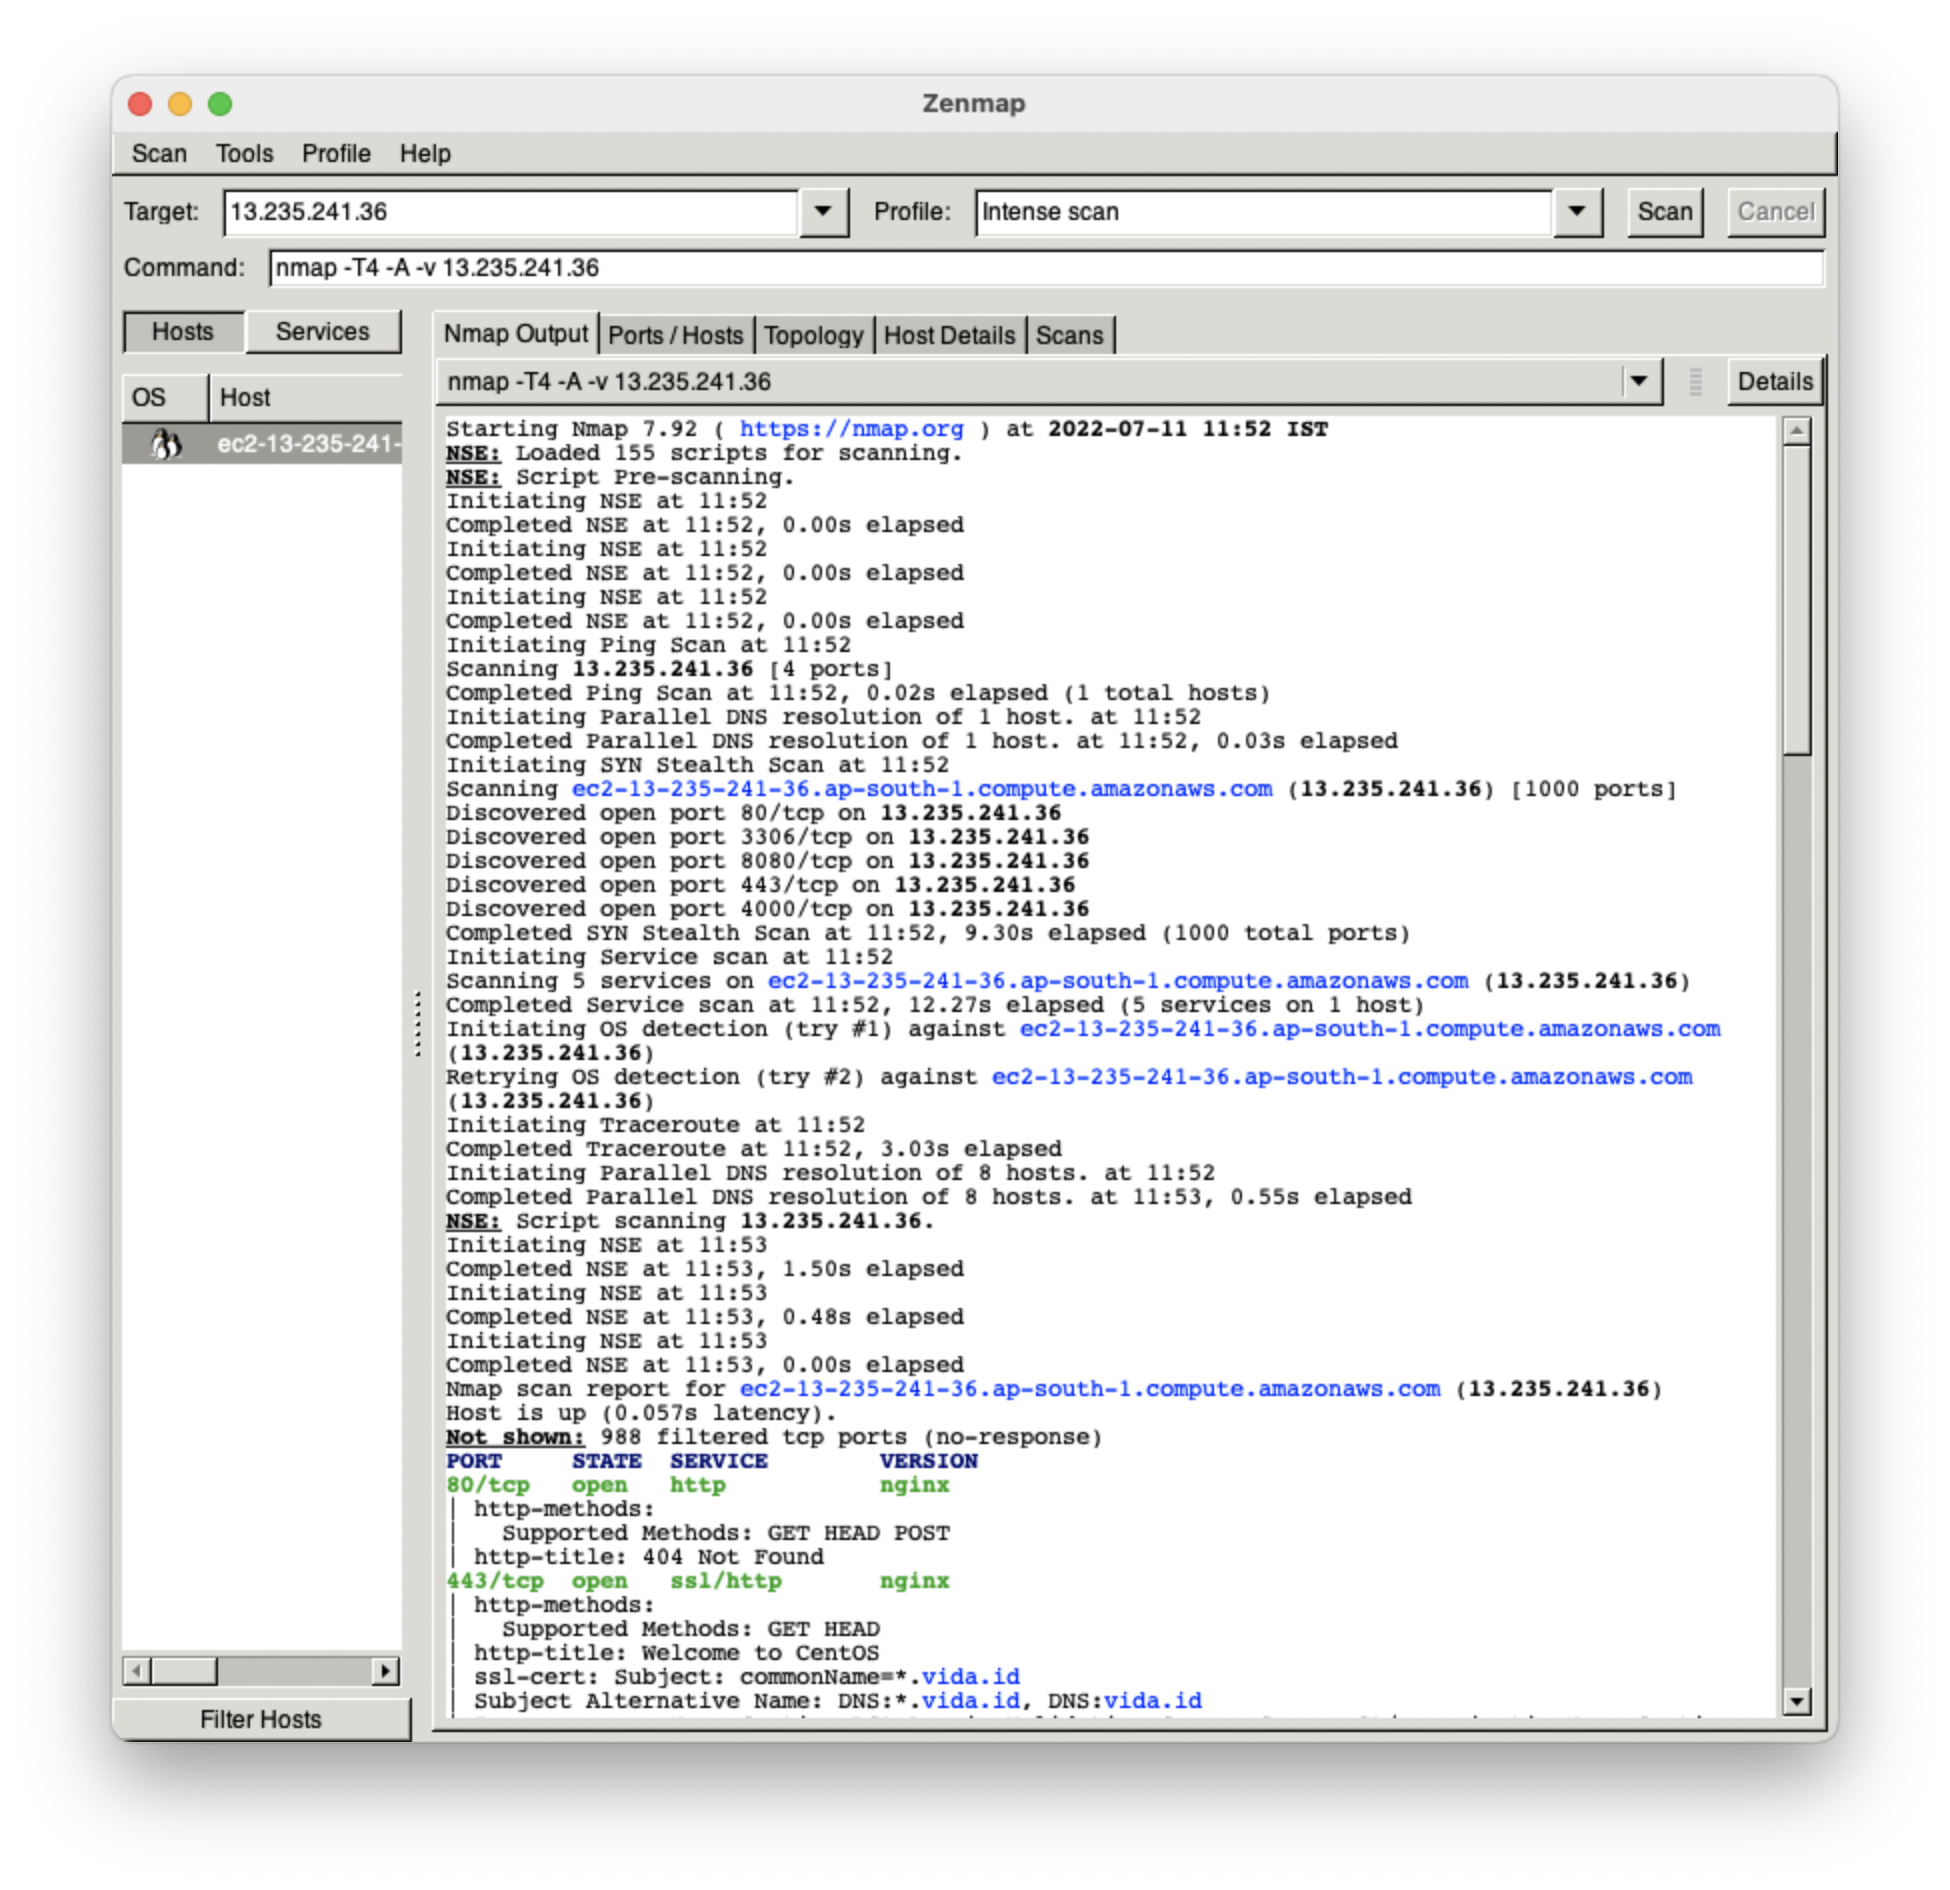 Zenmap
Scan Tools Profile Help
Target: 13.235.241.36 Profile: Intense scan Scan Cancel
Command: nmap -T4 -A -v 13.235.241.36
Hosts Services
OS Host
ec2-13-235-241-
Filter Hosts
Nmap Output Ports / Hosts Topology Host Details Scans
nmap -T4 -A -v 13.235.241.36 Details
Starting Nmap 7.92 ( https://nmap.org ) at 2022-07-11 11:52 IST
NSE: Loaded 155 scripts for scanning.
NSE: Script Pre-scanning.
Initiating NSE at 11:52
Completed NSE at 11:52, 0.00s elapsed
Initiating NSE at 11:52
Completed NSE at 11:52, 0.00s elapsed
Initiating NSE at 11:52
Completed NSE at 11:52, 0.00s elapsed
Initiating Ping Scan at 11:52
Scanning 13.235.241.36 [4 ports]
Completed Ping Scan at 11:52, 0.02s elapsed (1 total hosts)
Initiating Parallel DNS resolution of 1 host. at 11:52
Completed Parallel DNS resolution of 1 host. at 11:52, 0.03s elapsed
Initiating SYN Stealth Scan at 11:52
Scanning ec2-13-235-241-36.ap-south-1.compute.amazonaws.com (13.235.241.36) [1000 ports]
Discovered open port 80/tcp on 13.235.241.36
Discovered open port 3306/tcp on 13.235.241.36
Discovered open port 8080/tcp on 13.235.241.36
Discovered open port 443/tcp on 13.235.241.36
Discovered open port 4000/tcp on 13.235.241.36
Completed SYN Stealth Scan at 11:52, 9.30s elapsed (1000 total ports)
Initiating Service scan at 11:52
Scanning 5 services on ec2-13-235-241-36.ap-south-1.compute.amazonaws.com (13.235.241.36)
Completed Service scan at 11:52, 12.27s elapsed (5 services on 1 host)
Initiating OS detection (try #1) against ec2-13-235-241-36.ap-south-1.compute.amazonaws.com
(13.235.241.36)
Retrying OS detection (try #2) against ec2-13-235-241-36.ap-south-1.compute.amazonaws.com
(13.235.241.36)
Initiating Traceroute at 11:52
Completed Traceroute at 11:52, 3.03s elapsed
Initiating Parallel DNS resolution of 8 hosts. at 11:52
Completed Parallel DNS resolution of 8 hosts. at 11:53, 0.55s elapsed
NSE: Script scanning 13.235.241.36.
Initiating NSE at 11:53
Completed NSE at 11:53, 1.50s elapsed
Initiating NSE at 11:53
Completed NSE at 11:53, 0.48s elapsed
Initiating NSE at 11:53
Completed NSE at 11:53, 0.00s elapsed
Nmap scan report for ec2-13-235-241-36.ap-south-1.compute.amazonaws.com (13.235.241.36)
Host is up (0.057s latency).
Not shown: 988 filtered tcp ports (no-response)
PORT STATE SERVICE VERSION
80/tcp open http nginx
| http-methods:
| Supported Methods: GET HEAD POST
| http-title: 404 Not Found
443/tcp open ssl/http nginx
| http-methods:
| Supported Methods: GET HEAD
| http-title: Welcome to CentOS
| ssl-cert: Subject: commonName=*.vida.id
| Subject Alternative Name: DNS:*.vida.id, DNS:vida.id